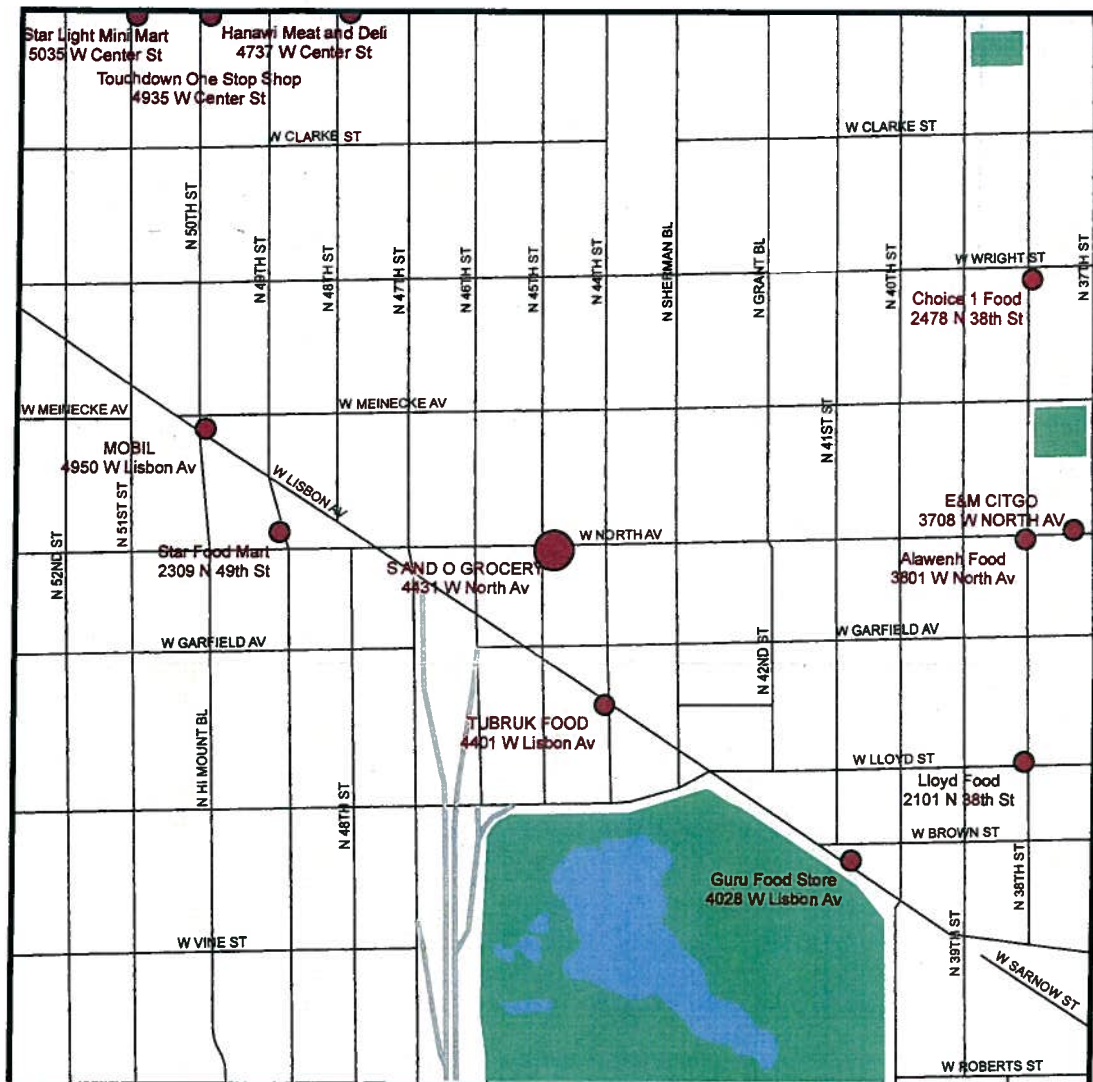 Star Light Mini Mart
5035 W Center St
Hanawi Meat and Deli
4737 W Center St
Touchdown One Stop Shop
4935 W Center St
W CLARKE ST
W CLARKE ST
N 50TH ST
N 49TH ST
N 48TH ST
N 47TH ST
N 46TH ST
N 45TH ST
N 44TH ST
N SHERMAN BL
N GRANT BL
N 40TH ST
W WRIGHT ST
N 37TH ST
Choice 1 Food
2478 N 38th St
W MEINECKE AV
W MEINECKE AV
N 41ST ST
MOBIL
4950 W Lisbon Av
W LISBON AV
N 51ST ST
N 52ND ST
Star Food Mart
2309 N 49th St
W NORTH AV
S AND O GROCERY
4431 W North Av
E&M CITGO
3708 W NORTH AV
Alawenh Food
3801 W North Av
W GARFIELD AV
W GARFIELD AV
N 42ND ST
N HI MOUNT BL
TUBRUK FOOD
4401 W Lisbon Av
W LLOYD ST
Lloyd Food
2101 N 38th St
N 48TH ST
W BROWN ST
Guru Food Store
4028 W Lisbon Av
N 38TH ST
N 39TH ST
W VINE ST
W SARNOW ST
W ROBERTS ST